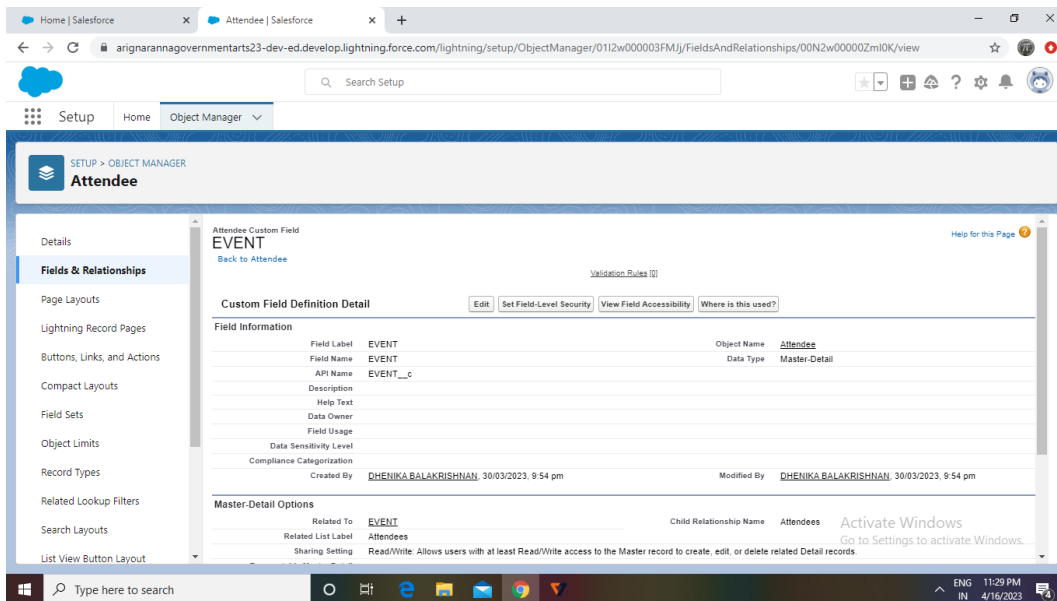 Home | Salesforce
Attendee | Salesforce
arignarannagovernmentarts23-dev-ed.develop.lightning.force.com/lightning/setup/ObjectManager/01I2w000003FMJj/FieldsAndRelationships/00N2w00000ZmI0K/view
Search Setup
Setup Home Object Manager
SETUP > OBJECT MANAGER
Attendee
Details
Fields & Relationships
Page Layouts
Lightning Record Pages
Buttons, Links, and Actions
Compact Layouts
Field Sets
Object Limits
Record Types
Related Lookup Filters
Search Layouts
List View Button Layout
Attendee Custom Field
EVENT
Back to Attendee
Help for this Page
Validation Rules [0]
Custom Field Definition Detail Edit Set Field-Level Security View Field Accessibility Where is this used?
Field Information
Field Label EVENT Object Name Attendee
Field Name EVENT Data Type Master-Detail
API Name EVENT__c
Description
Help Text
Data Owner
Field Usage
Data Sensitivity Level
Compliance Categorization
Created By DHENIKA BALAKRISHNAN, 30/03/2023, 9:54 pm Modified By DHENIKA BALAKRISHNAN, 30/03/2023, 9:54 pm
Master-Detail Options
Related To EVENT Child Relationship Name Attendees
Related List Label Attendees
Sharing Setting Read/Write: Allows users with at least Read/Write access to the Master record to create, edit, or delete related Detail records.
Activate Windows
Go to Settings to activate Windows.
Type here to search
ENG 11:29 PM
IN 4/16/2023
4